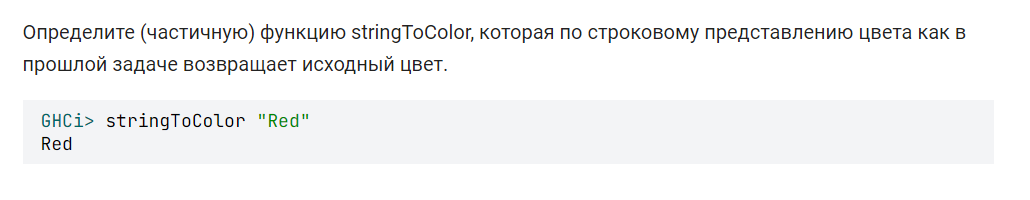 Определите (частичную) функцию stringToColor, которая по строковому представлению цвета как в
прошлой задаче возвращает исходный цвет.
GHCi> stringToColor "Red"
Red